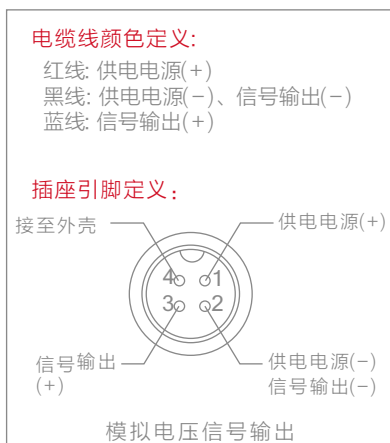 电缆线颜色定义:
红线: 供电电源(+)
黑线: 供电电源(-)、信号输出(-)
蓝线: 信号输出(+)
插座引脚定义：
接至外壳
供电电源(+)
4 1
3 2
信号输出
(+)
供电电源(-)
信号输出(-)
模拟电压信号输出